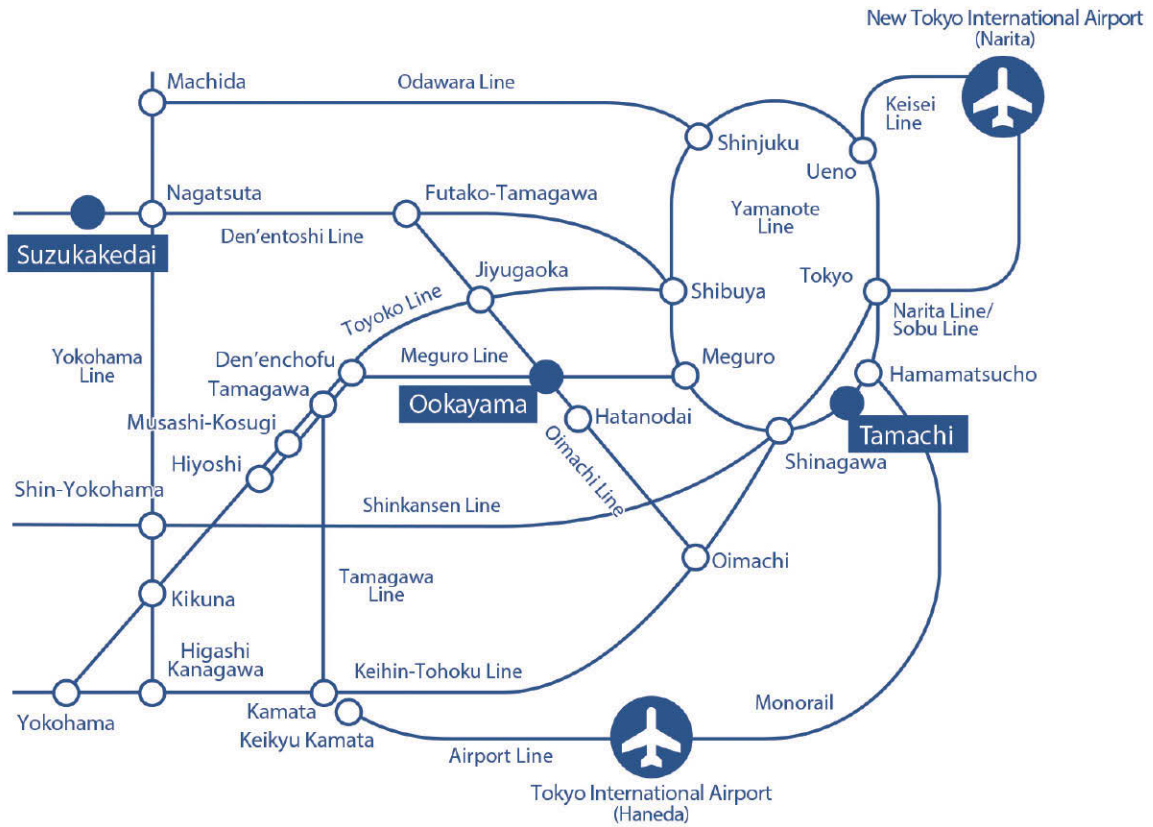 New Tokyo International Airport
(Narita)
Machida
Odawara Line
Keisei
Line
Shinjuku
Ueno
Nagatsuta
Futako-Tamagawa
Yamanote
Line
Suzukakedai
Den'entoshi Line
Jiyugaoka
Tokyo
Shibuya
Toyoko Line
Narita Line/
Sobu Line
Yokohama
Line
Den'enchofu
Meguro Line
Meguro
Hamamatsucho
Tamagawa
Ookayama
Musashi-Kosugi
Hatanodai
Tamachi
Hiyoshi
Oimachi Line
Shinagawa
Shin-Yokohama
Shinkansen Line
Oimachi
Tamagawa
Line
Kikuna
Higashi
Kanagawa
Keihin-Tohoku Line
Yokohama
Kamata
Keikyu Kamata
Monorail
Airport Line
Tokyo International Airport
(Haneda)